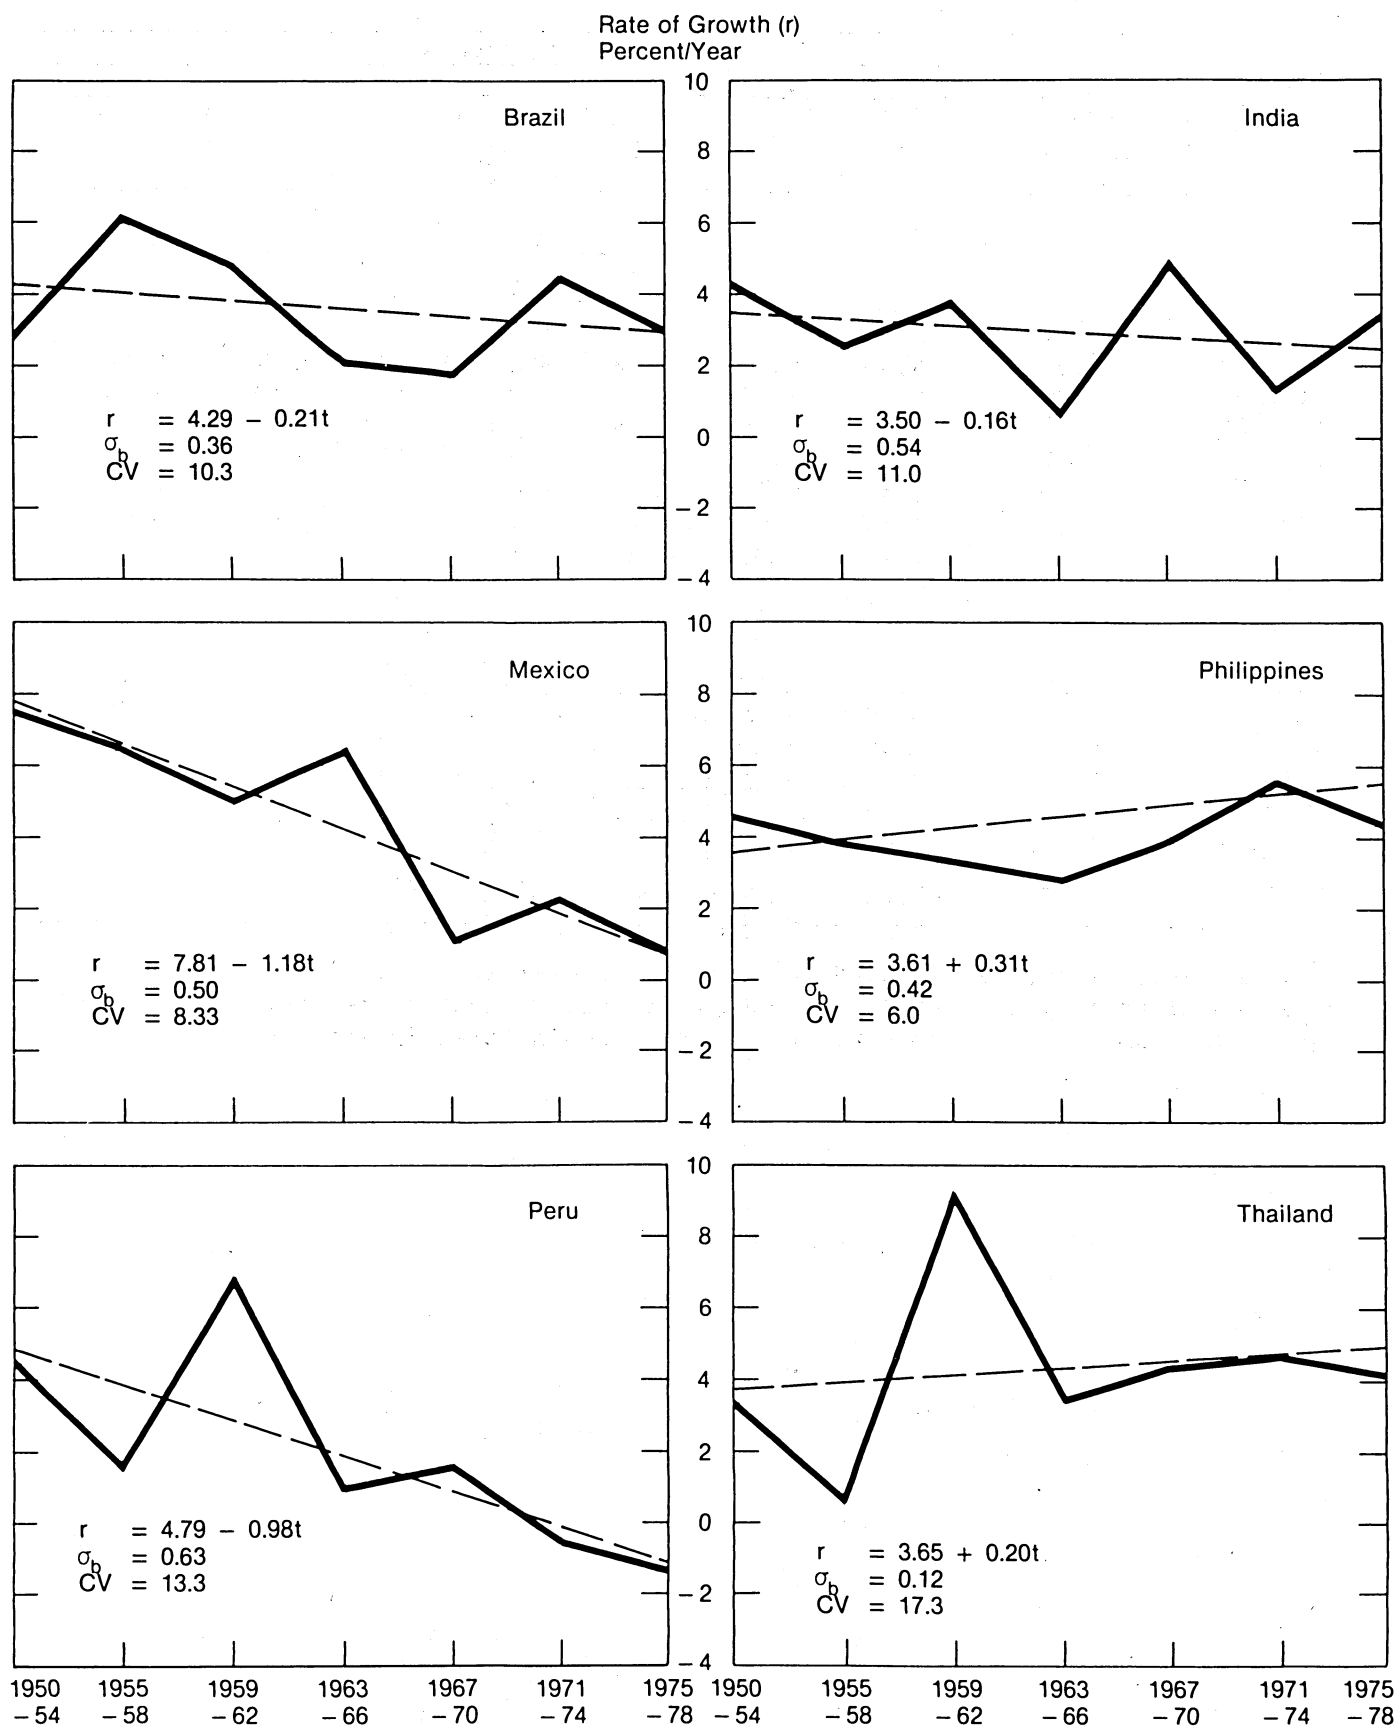 Rate of Growth (r)
Percent/Year
Brazil
r = 4.29 – 0.21t
σb = 0.36
CV = 10.3
10
8
6
4
2
0
–2
–4
India
r = 3.50 – 0.16t
σb = 0.54
CV = 11.0
Mexico
r = 7.81 – 1.18t
σb = 0.50
CV = 8.33
10
8
6
4
2
0
–2
–4
Philippines
r = 3.61 + 0.31t
σb = 0.42
CV = 6.0
Peru
r = 4.79 – 0.98t
σb = 0.63
CV = 13.3
10
8
6
4
2
0
–2
–4
Thailand
r = 3.65 + 0.20t
σb = 0.12
CV = 17.3
1950 1955 1959 1963 1967 1971 1975 1950 1955 1959 1963 1967 1971 1975
–54 –58 –62 –66 –70 –74 –78 –54 –58 –62 –66 –70 –74 –78